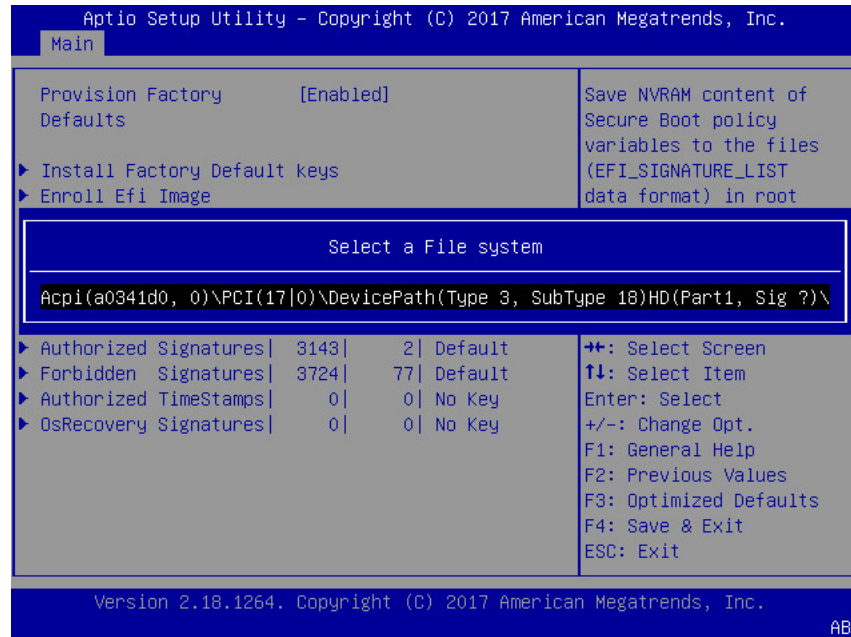 Aptio Setup Utility – Copyright (C) 2017 American Megatrends, Inc.
Main
Provision Factory [Enabled]
Defaults
▶ Install Factory Default keys
▶ Enroll Efi Image
Save NVRAM content of
Secure Boot policy
variables to the files
(EFI_SIGNATURE_LIST
data format) in root
Select a File system
Acpi(a0341d0, 0)\PCI(17|0)\DevicePath(Type 3, SubType 18)HD(Part1, Sig ?)\
▶ Authorized Signatures| 3143| 2| Default
▶ Forbidden Signatures| 3724| 77| Default
▶ Authorized TimeStamps| 0| 0| No Key
▶ OsRecovery Signatures| 0| 0| No Key
→←: Select Screen
↑↓: Select Item
Enter: Select
+/-: Change Opt.
F1: General Help
F2: Previous Values
F3: Optimized Defaults
F4: Save & Exit
ESC: Exit
Version 2.18.1264. Copyright (C) 2017 American Megatrends, Inc.
AB